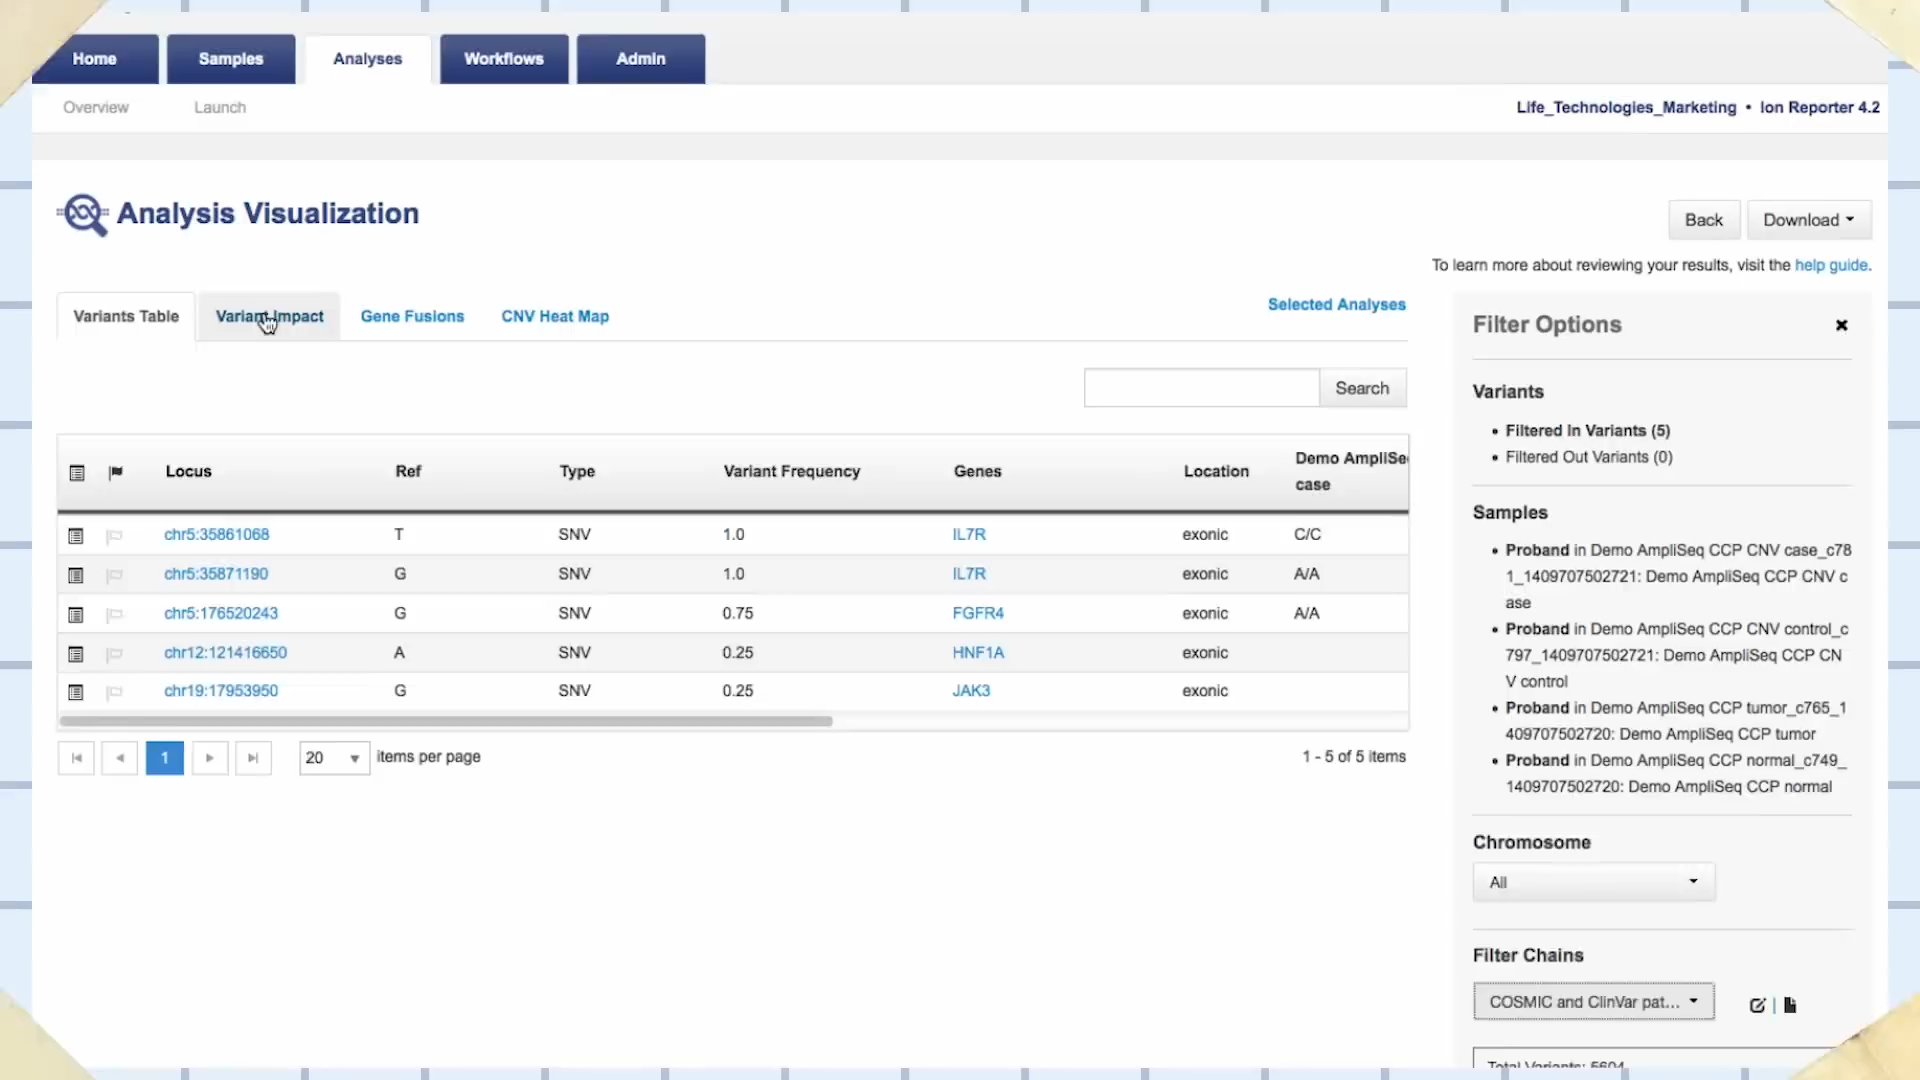 Home Samples Analyses Workflows Admin
Overview Launch
Life_Technologies_Marketing • Ion Reporter 4.2
Analysis Visualization
Back Download
To learn more about reviewing your results, visit the help guide.
Variants Table Variant Impact Gene Fusions CNV Heat Map
Selected Analyses
Search
Locus Ref Type Variant Frequency Genes Location Demo AmpliSe
case
chr5:35861068 T SNV 1.0 IL7R exonic C/C
chr5:35871190 G SNV 1.0 IL7R exonic A/A
chr5:176520243 G SNV 0.75 FGFR4 exonic A/A
chr12:121416650 A SNV 0.25 HNF1A exonic
chr19:17953950 G SNV 0.25 JAK3 exonic
1 20 items per page 1 - 5 of 5 items
Filter Options
Variants
• Filtered In Variants (5)
• Filtered Out Variants (0)
Samples
• Proband in Demo AmpliSeq CCP CNV case_c78
1_1409707502721: Demo AmpliSeq CCP CNV c
ase
• Proband in Demo AmpliSeq CCP CNV control_c
797_1409707502721: Demo AmpliSeq CCP CN
V control
• Proband in Demo AmpliSeq CCP tumor_c765_1
409707502720: Demo AmpliSeq CCP tumor
• Proband in Demo AmpliSeq CCP normal_c749_
1409707502720: Demo AmpliSeq CCP normal
Chromosome
All
Filter Chains
COSMIC and ClinVar pat...
Total Variants: 5604